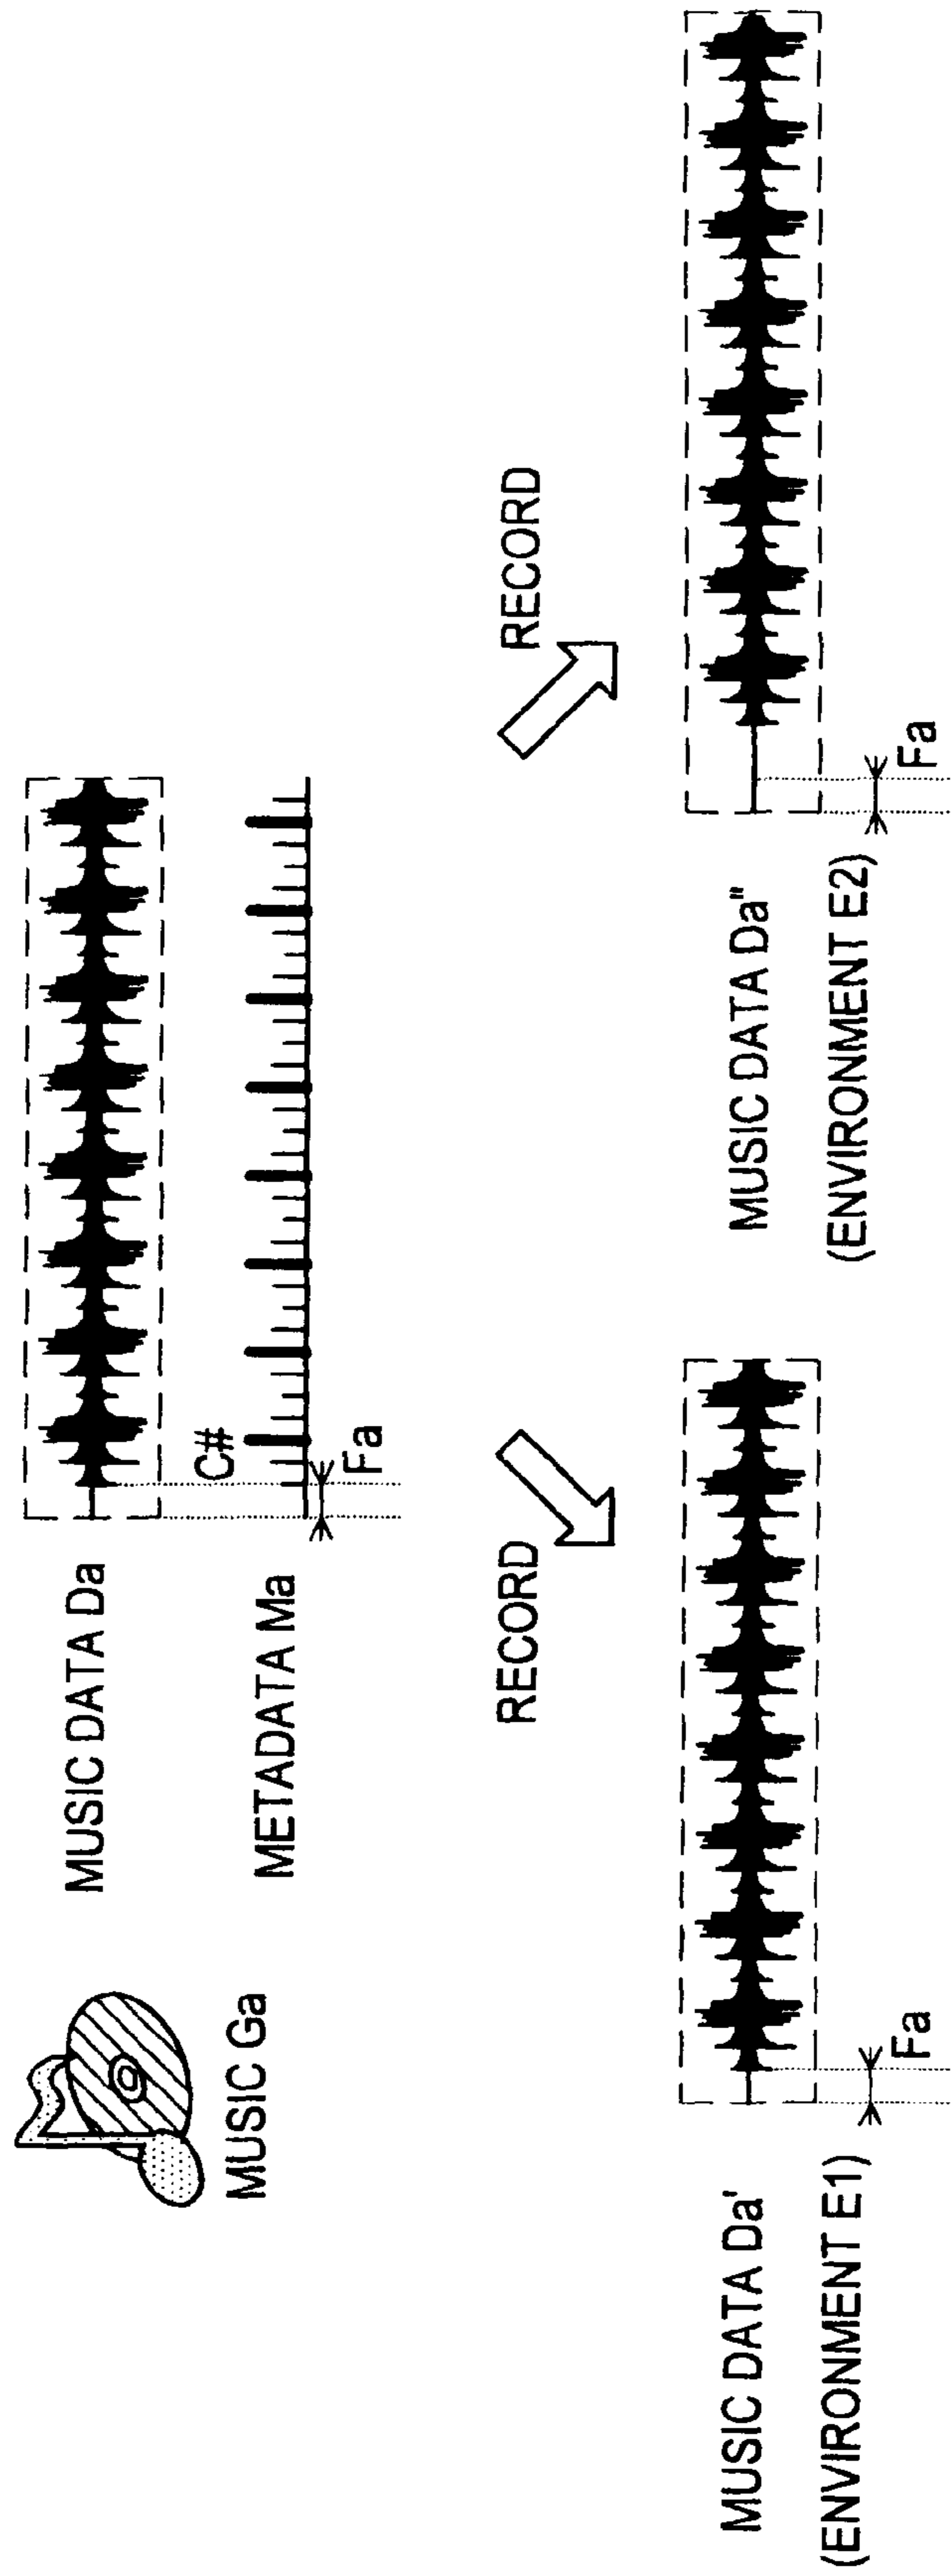 MUSIC Ga
MUSIC DATA Da
METADATA Ma
C#
Fa
RECORD
RECORD
MUSIC DATA Da'
(ENVIRONMENT E1)
Fa
MUSIC DATA Da"
(ENVIRONMENT E2)
Fa